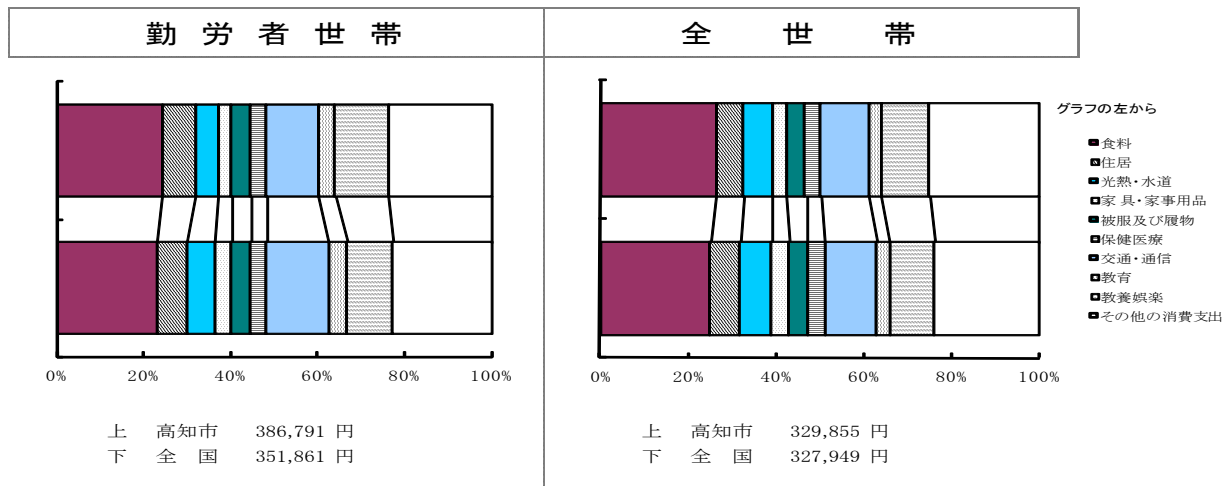 勤 労 者 世 帯
全 世 帯
0% 20% 40% 60% 80% 100%
上 高知市 386,791 円
下 全 国 351,861 円
0% 20% 40% 60% 80% 100%
上 高知市 329,855 円
下 全 国 327,949 円
グラフの左から
食料
住居
光熱・水道
家 具・家事用品
被服及び履物
保健医療
交通・通信
教育
教養娯楽
その他の消費支出